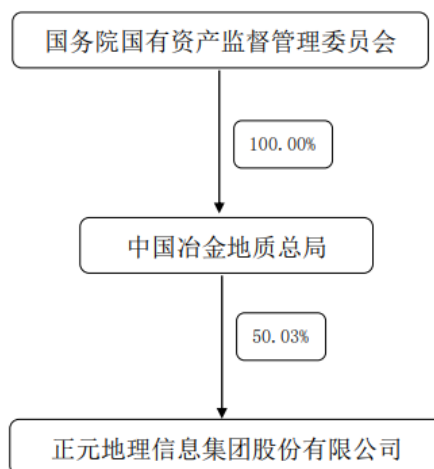 国务院国有资产监督管理委员会
100.00%
中国冶金地质总局
50.03%
正元地理信息集团股份有限公司